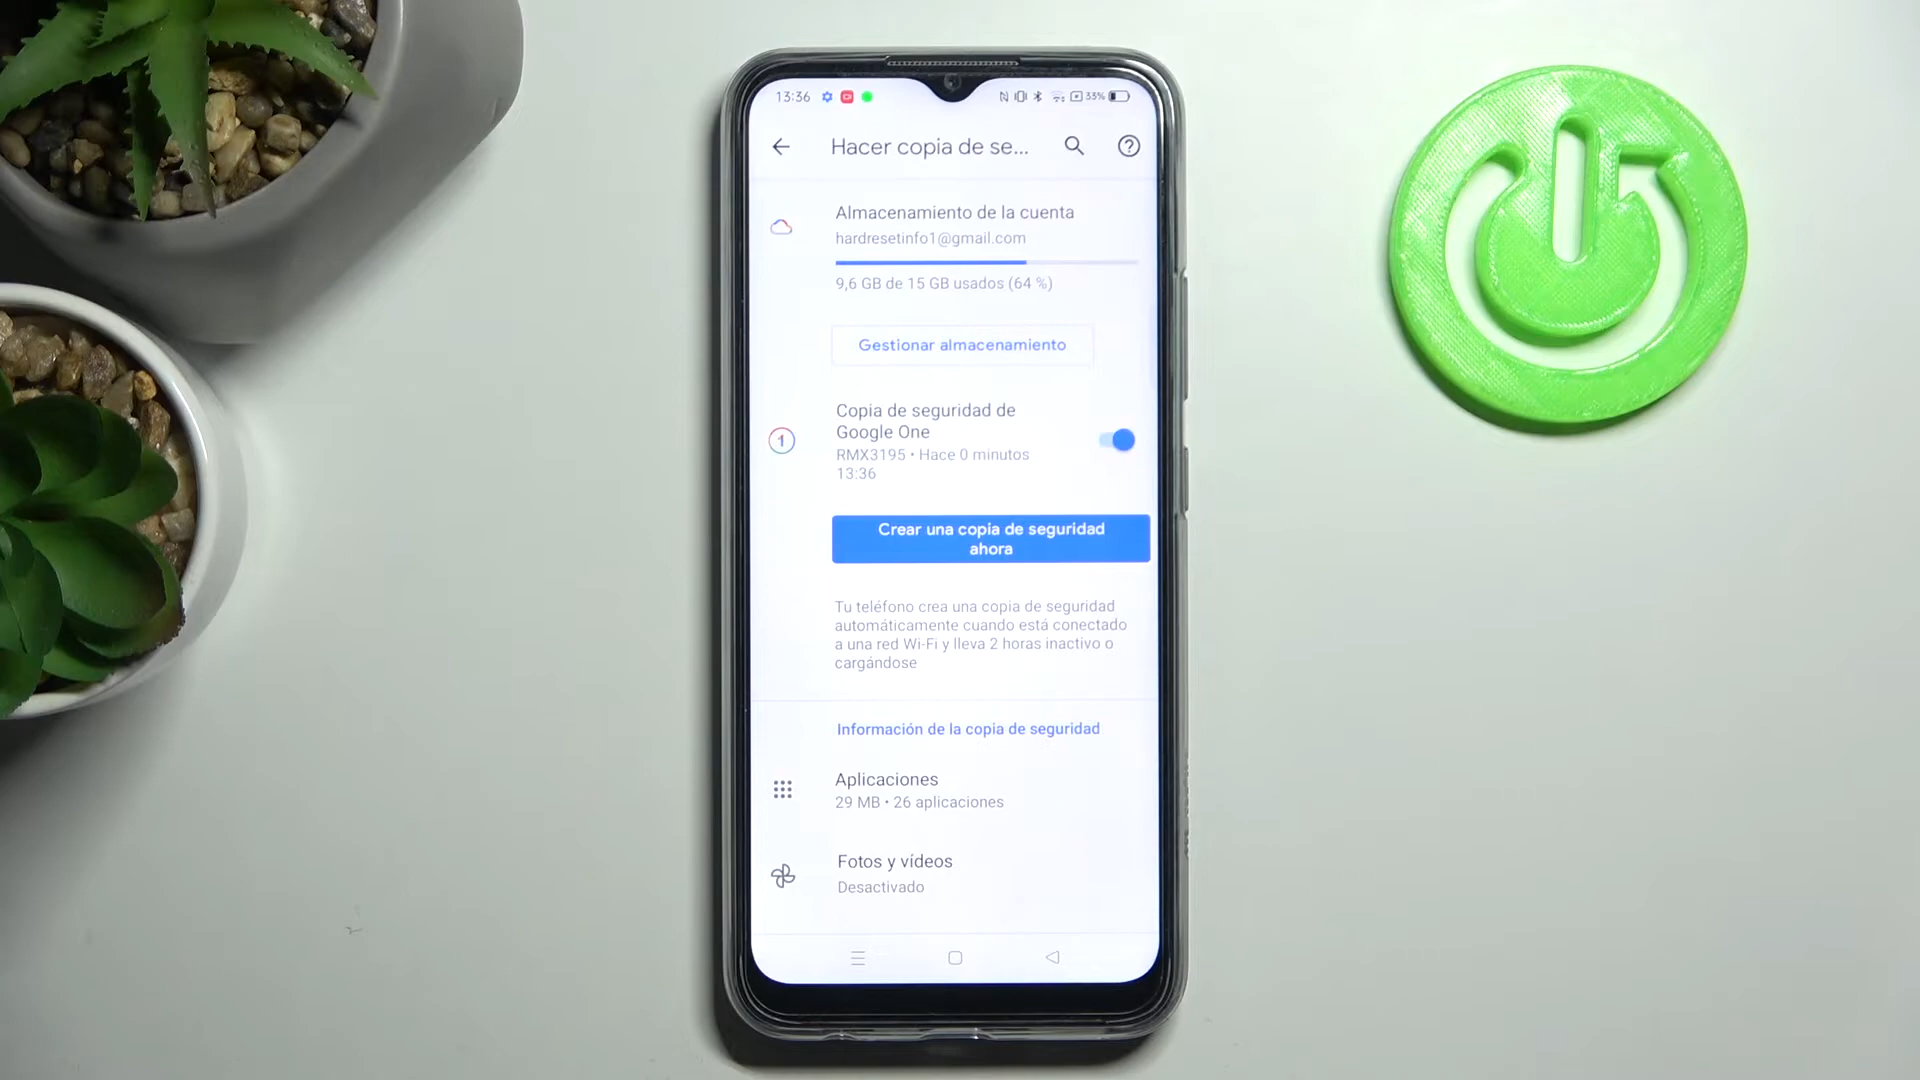 13:36
33%
Hacer copia de se...
Almacenamiento de la cuenta
hardresetinfo1@gmail.com
9,6 GB de 15 GB usados (64 %)
Gestionar almacenamiento
Copia de seguridad de
Google One
1
RMX3195 • Hace 0 minutos
13:36
Crear una copia de seguridad
ahora
Tu teléfono crea una copia de seguridad
automáticamente cuando está conectado
a una red Wi-Fi y lleva 2 horas inactivo o
cargándose
Información de la copia de seguridad
Aplicaciones
29 MB • 26 aplicaciones
Fotos y vídeos
Desactivado